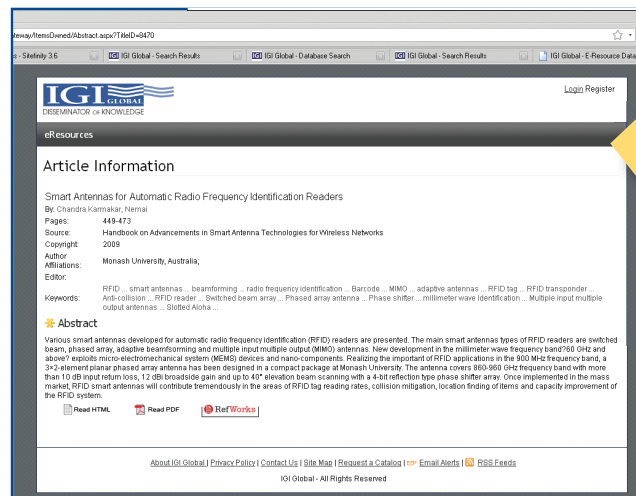 ateway/ItemsOwned/Abstract.aspx?TitleID=8470
s - Sitefinity 3.6 IGI Global - Search Results IGI Global - Database Search IGI Global - Search Results IGI Global - E-Resource Data
IGI GLOBAL
DISSEMINATOR OF KNOWLEDGE
Login Register
eResources
Article Information
Smart Antennas for Automatic Radio Frequency Identification Readers
By: Chandra Karmakar, Nemai
Pages: 449-473
Source: Handbook on Advancements in Smart Antenna Technologies for Wireless Networks
Copyright: 2009
Author Affiliations: Monash University, Australia;
Editor:
Keywords: RFID ... smart antennas ... beamforming ... radio frequency identification ... Barcode ... MIMO ... adaptive antennas ... RFID tag ... RFID transponder ...
Anti-collision ... RFID reader ... Switched beam array ... Phased array antenna ... Phase shifter ... millimeter wave identification ... Multiple input multiple
output antennas ... Slotted Aloha ...
Abstract
Various smart antennas developed for automatic radio frequency identification (RFID) readers are presented. The main smart antennas types of RFID readers are switched
beam, phased array, adaptive beamfsorming and multiple input multiple output (MIMO) antennas. New development in the millimeter wave frequency band?60 GHz and
above? exploits micro-electromechanical system (MEMS) devices and nano-components. Realizing the important of RFID applications in the 900 MHz frequency band, a
3×2-element planar phased array antenna has been designed in a compact package at Monash University. The antenna covers 860-960 GHz frequency band with more
than 10 dB input return loss, 12 dBi broadside gain and up to 40° elevation beam scanning with a 4-bit reflection type phase shifter array. Once implemented in the mass
market, RFID smart antennas will contribute tremendously in the areas of RFID tag reading rates, collision mitigation, location finding of items and capacity improvement of
the RFID system.
Read HTML Read PDF RefWorks
About IGI Global | Privacy Policy | Contact Us | Site Map | Request a Catalog | Email Alerts | RSS Feeds
IGI Global - All Rights Reserved